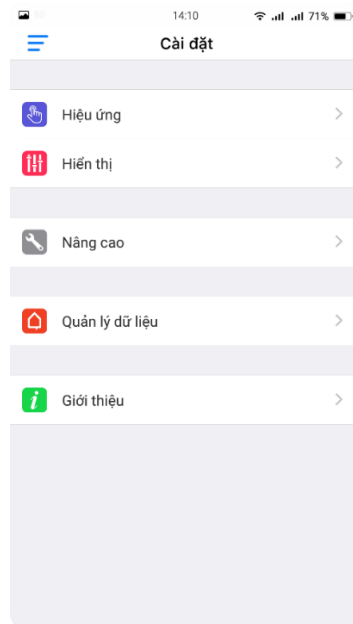 14:10 71%
Cài đặt
Hiệu ứng
Hiển thị
Nâng cao
Quản lý dữ liệu
Giới thiệu